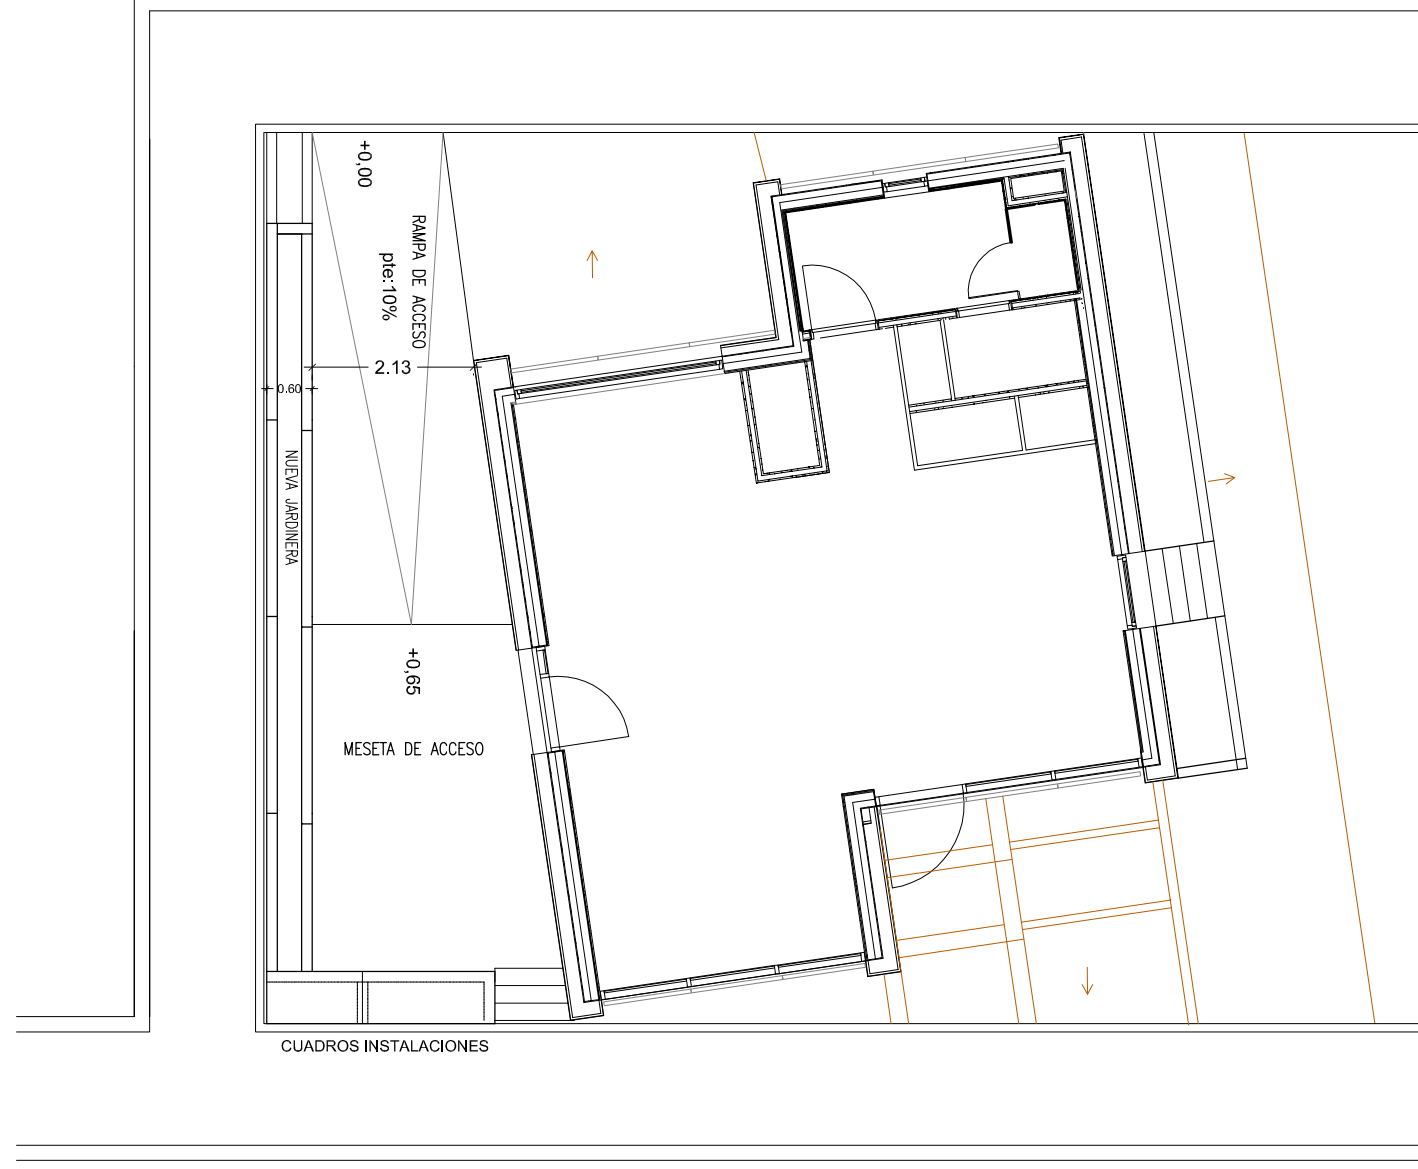 +0,00
RAMPA DE ACCESO
pte:10%
2.13
0.60
NUEVA JARDINERA
+0,65
MESETA DE ACCESO
CUADROS INSTALACIONES